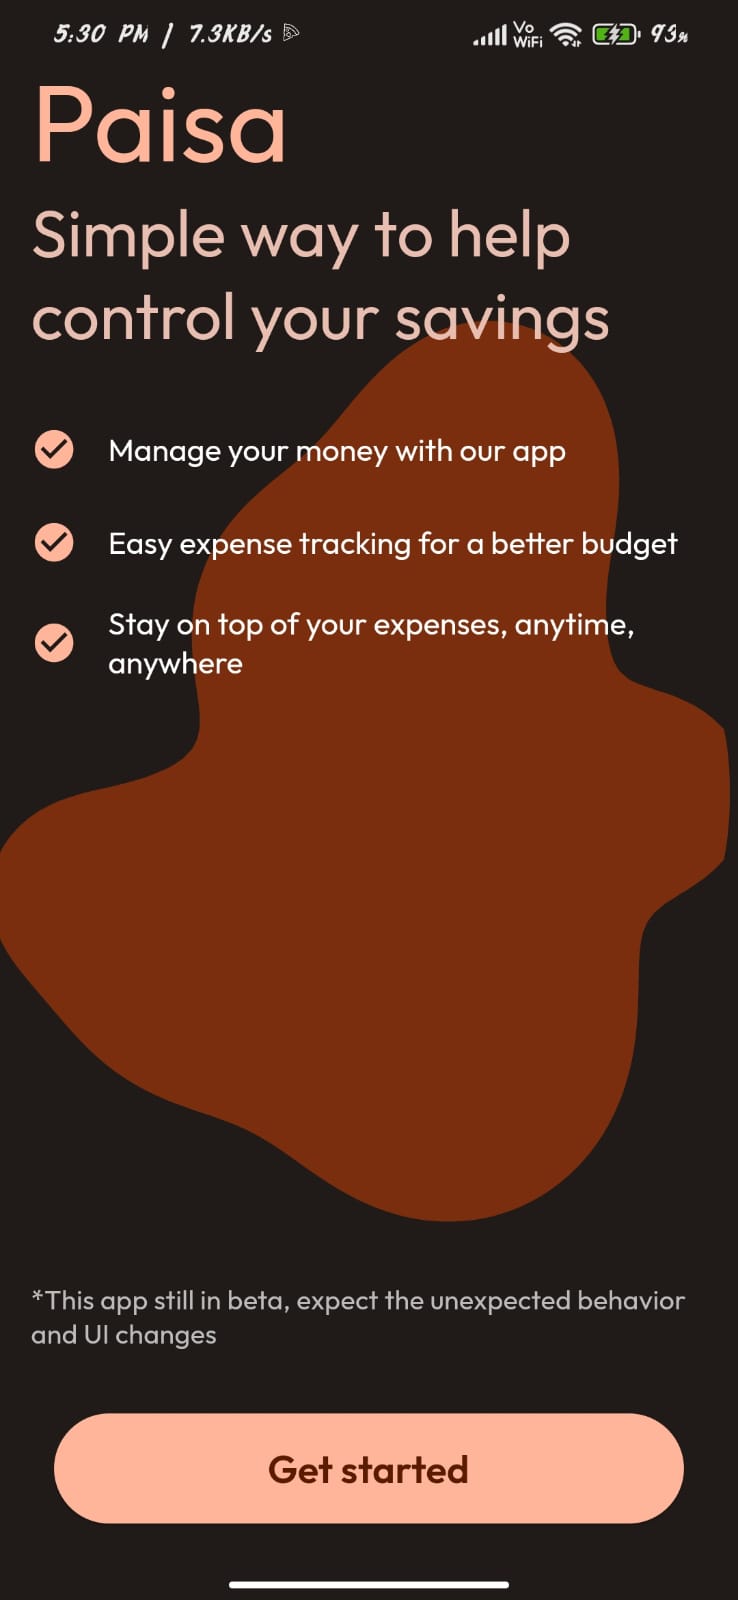 5:30 PM | 7.3KB/s
Vo
WiFi
93%
Paisa
Simple way to help
control your savings
Manage your money with our app
Easy expense tracking for a better budget
Stay on top of your expenses, anytime,
anywhere
*This app still in beta, expect the unexpected behavior
and UI changes
Get started